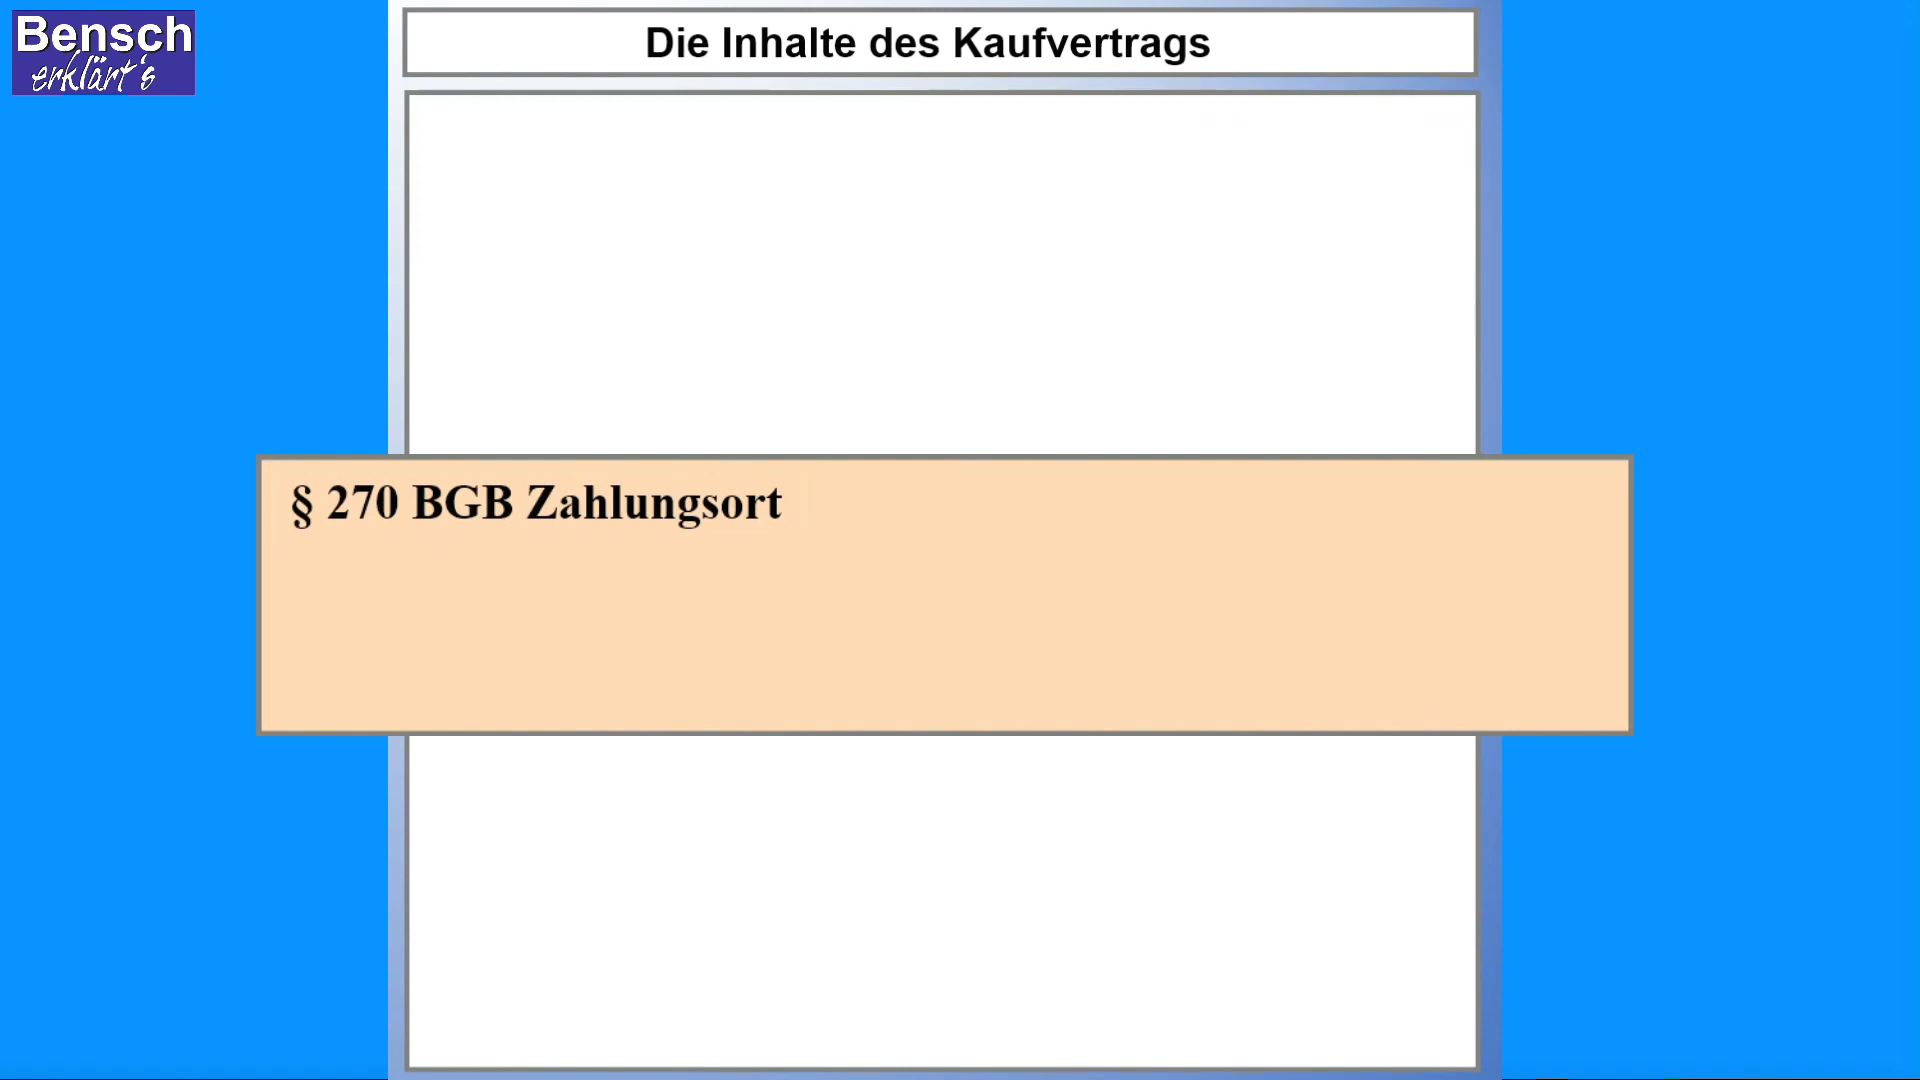 Bensch
erklärt's
Die Inhalte des Kaufvertrags
§ 270 BGB Zahlungsort